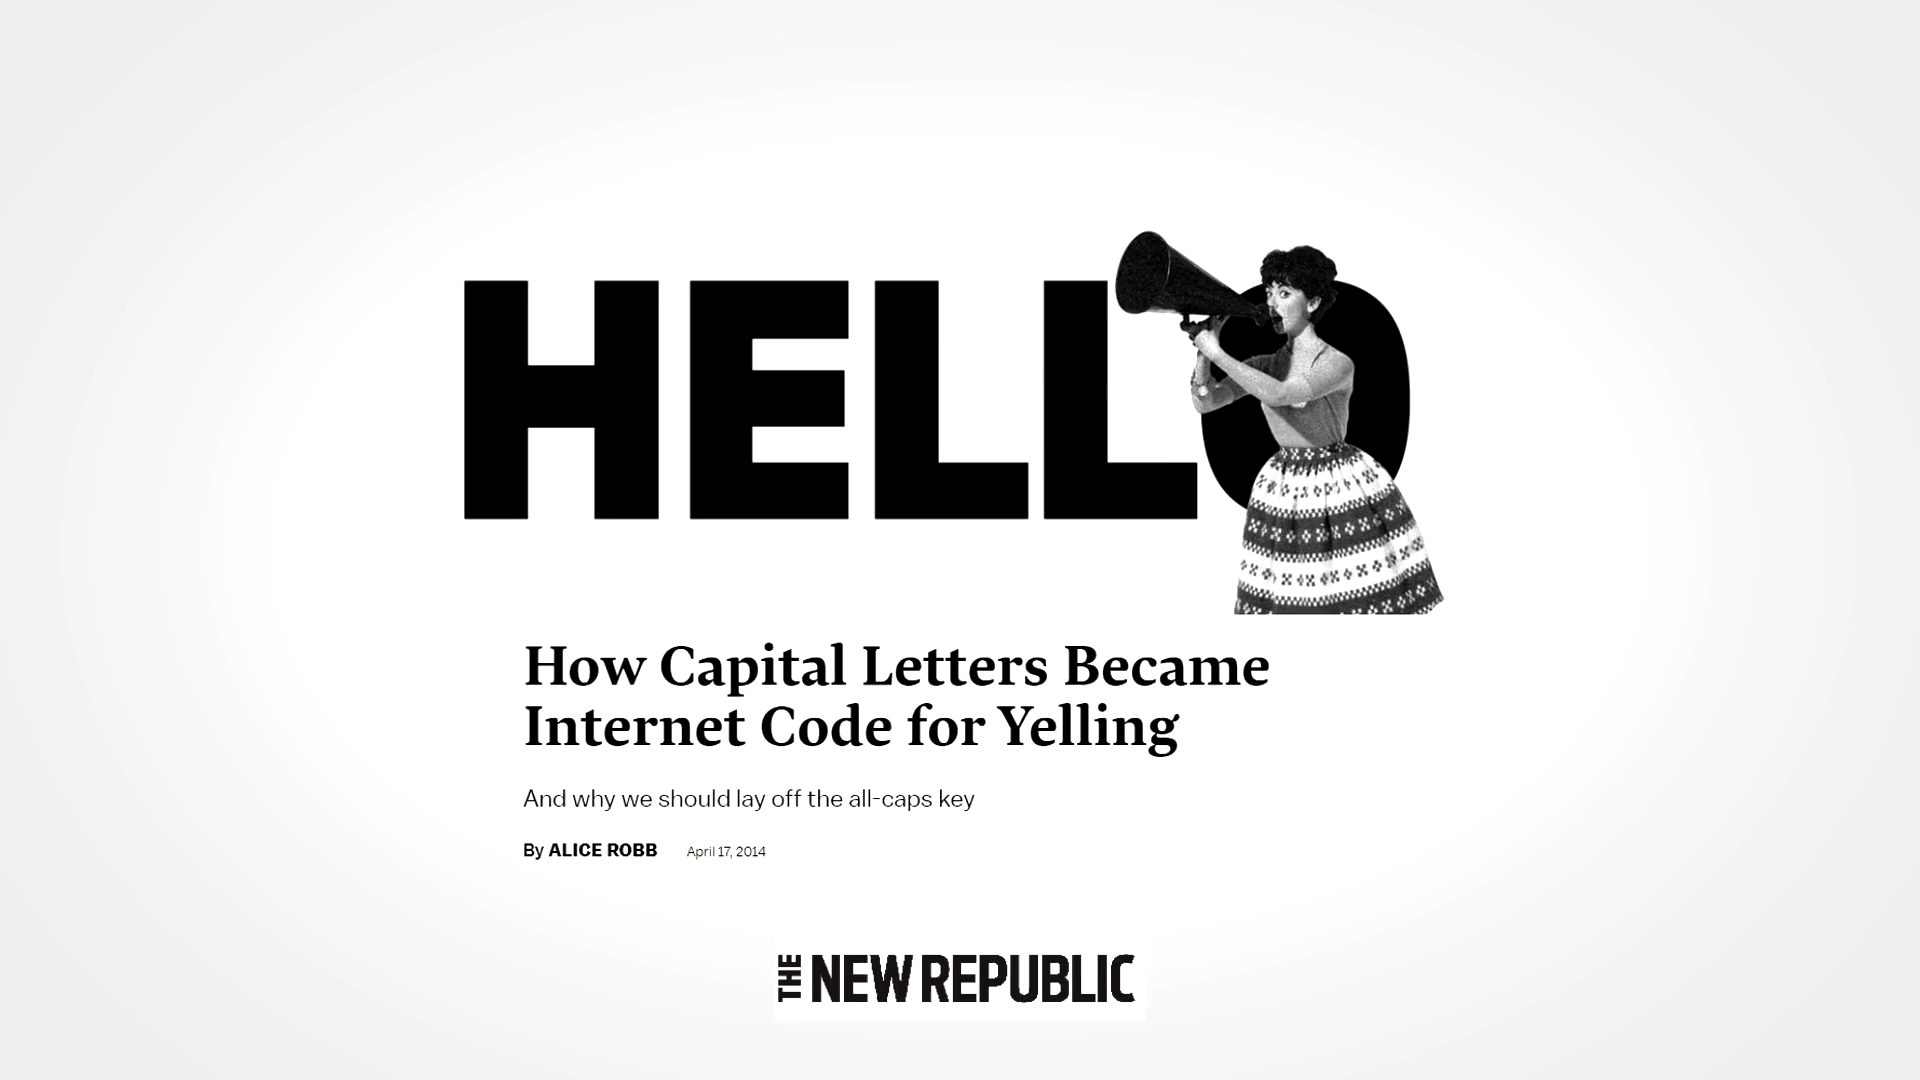 HELLO
How Capital Letters Became
Internet Code for Yelling
And why we should lay off the all-caps key
By ALICE ROBB April 17, 2014
THE NEW REPUBLIC